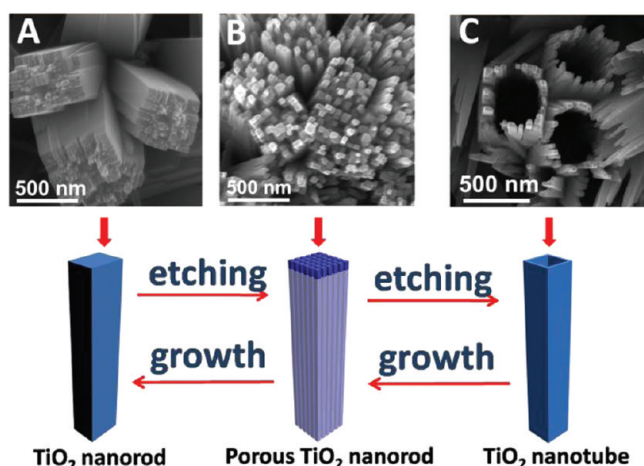 A B C
500 nm 500 nm 500 nm
etching etching
growth growth
TiO₂ nanorod Porous TiO₂ nanorod TiO₂ nanotube